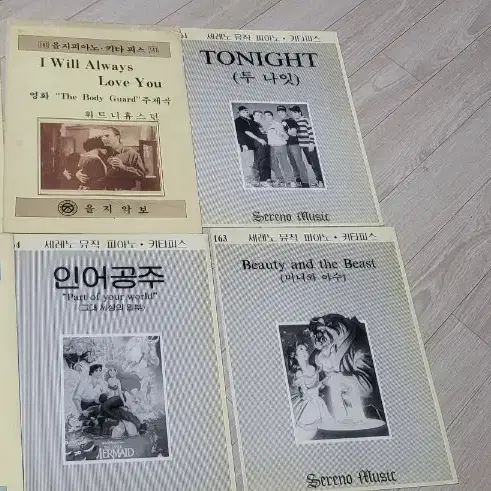 을지피아노·키타 피스
I Will Always
Love You
영화 "The Body Guard" 주제곡
휘트니휴스턴
을지악보
세레노 뮤직 피아노·키타피스
TONIGHT
(투 나잇)
Sereno Music
세레노 뮤직 피아노·키타피스
인어공주
"Part of your world"
MERMAID
163 세레노 뮤직 피아노·키타피스
Beauty and the Beast
(미녀와 야수)
Sereno Music